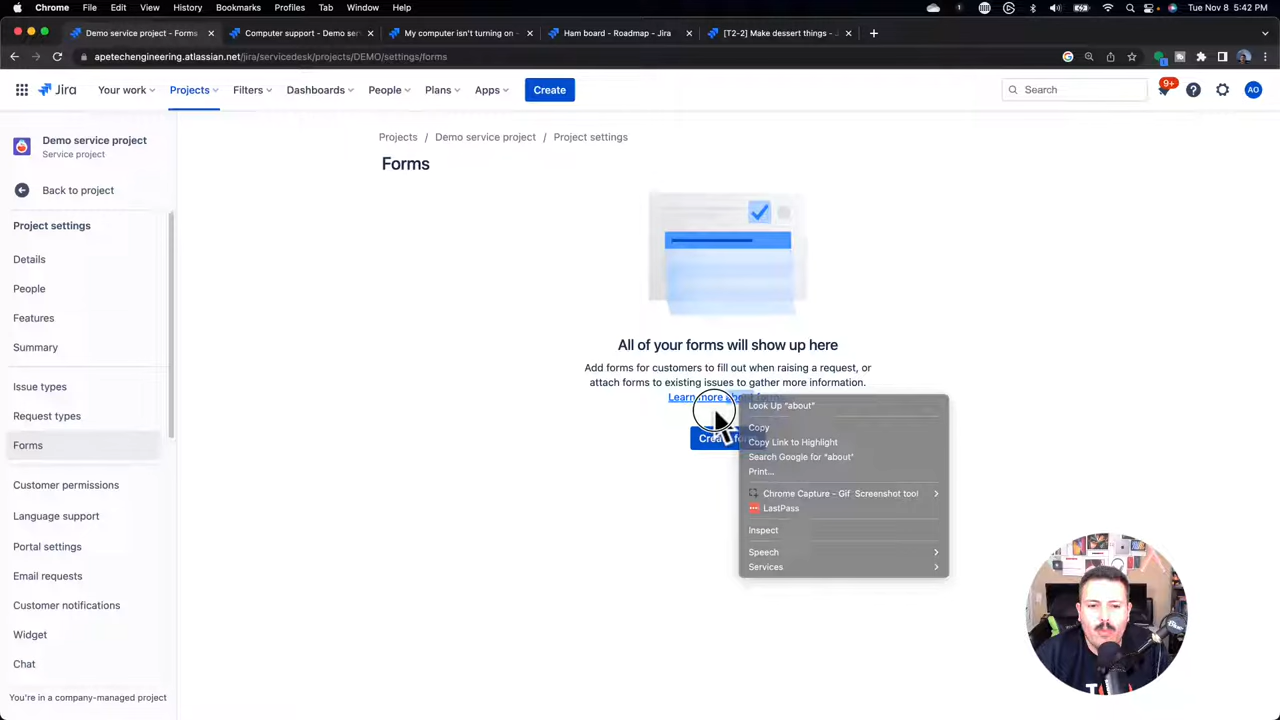 Chrome File Edit View History Bookmarks Profiles Tab Window Help Tue Nov 8 5:42 PM
Demo service project - Forms
Computer support - Demo ser
My computer isn't turning on -
Ham board - Roadmap - Jira
[T2-2] Make dessert things - J
apetechengineering.atlassian.net/jira/servicedesk/projects/DEMO/settings/forms
Jira Your work Projects Filters Dashboards People Plans Apps Create Search 9+ AO
Demo service project
Service project
Back to project
Project settings
Details
People
Features
Summary
Issue types
Request types
Forms
Customer permissions
Language support
Portal settings
Email requests
Customer notifications
Widget
Chat
You're in a company-managed project
Projects / Demo service project / Project settings
Forms
All of your forms will show up here
Add forms for customers to fill out when raising a request, or
attach forms to existing issues to gather more information.
Learn more about forms
Look Up "about"
Copy
Copy Link to Highlight
Search Google for "about"
Print...
Chrome Capture - Gif Screenshot tool
LastPass
Inspect
Speech
Services